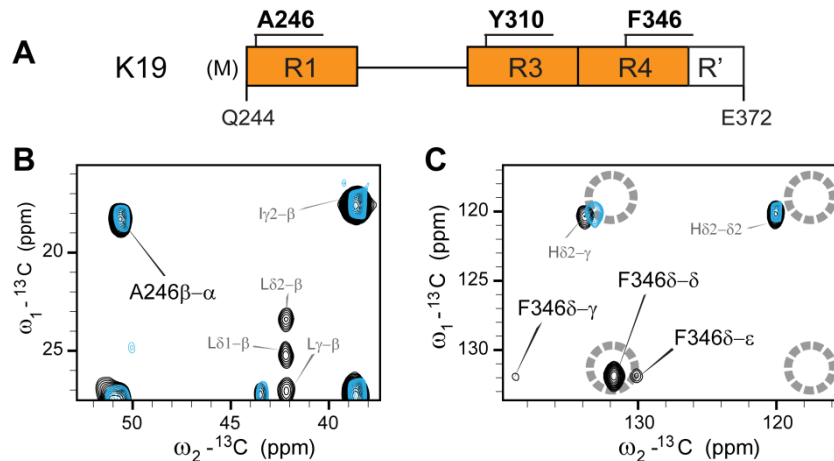 A
K19
(M)
A246
Y310
F346
R1
R3
R4
R'
Q244
E372
B
ω1 - 13C (ppm)
20
25
Iγ2–β
A246β–α
Lδ2–β
Lδ1–β
Lγ–β
50
45
40
ω2 - 13C (ppm)
C
ω1 - 13C (ppm)
120
125
130
Hδ2–γ
Hδ2–δ2
F346δ–γ
F346δ–δ
F346δ–ε
130
120
ω2 - 13C (ppm)